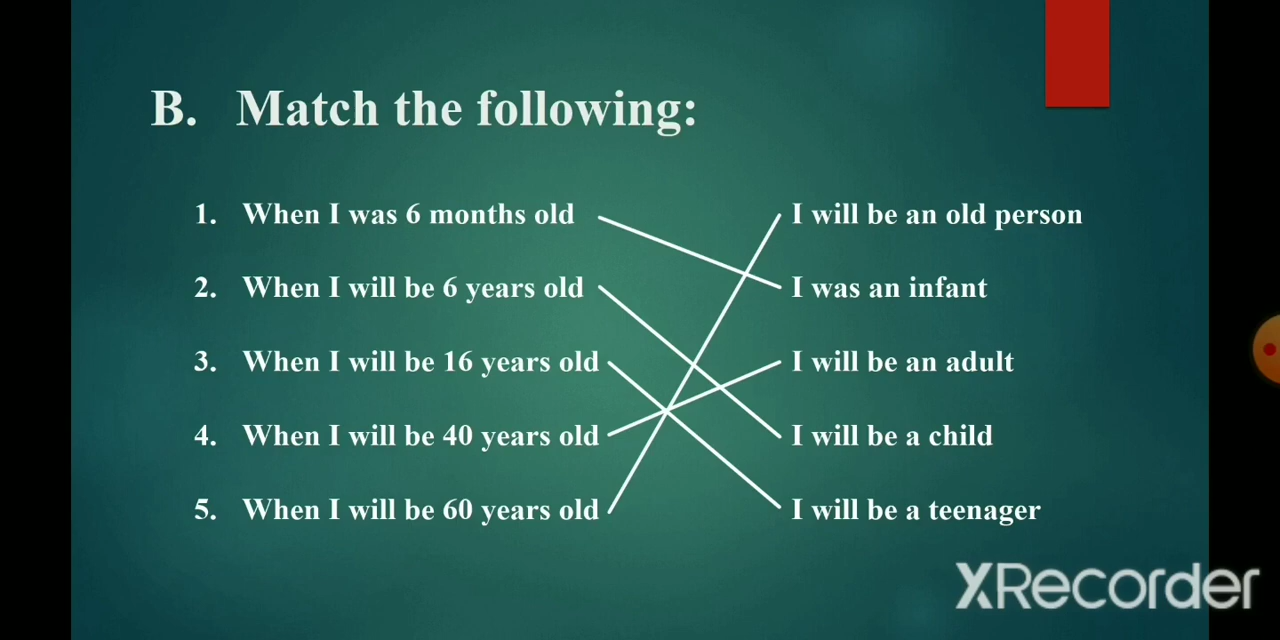 B. Match the following:
1. When I was 6 months old I will be an old person
2. When I will be 6 years old I was an infant
3. When I will be 16 years old I will be an adult
4. When I will be 40 years old I will be a child
5. When I will be 60 years old I will be a teenager
XRecorder